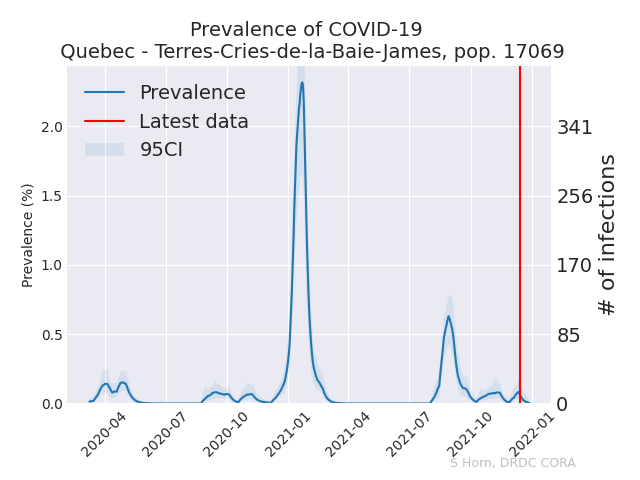 Prevalence of COVID-19
Quebec - Terres-Cries-de-la-Baie-James, pop. 17069
Prevalence
Latest data
95CI
Prevalence (%)
2.0
1.5
1.0
0.5
0.0
341
256
170
85
0
# of infections
2020-04
2020-07
2020-10
2021-01
2021-04
2021-07
2021-10
2022-01
S Horn, DRDC CORA